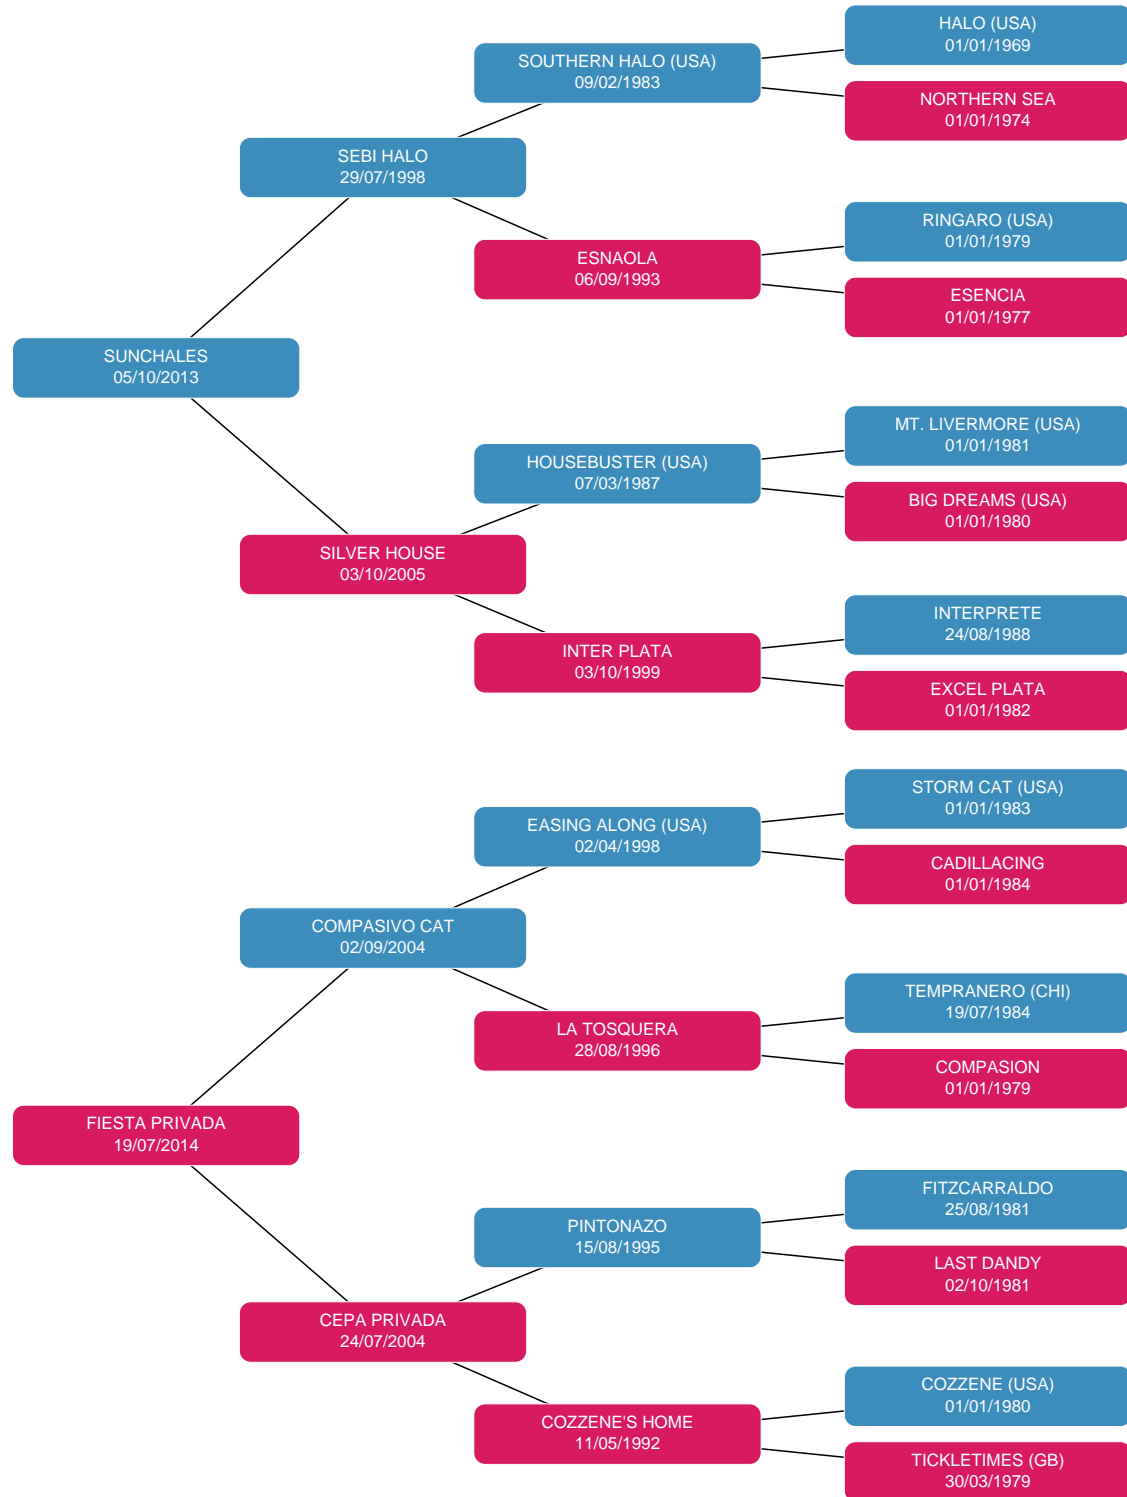 HALO (USA)
01/01/1969
SOUTHERN HALO (USA)
09/02/1983
NORTHERN SEA
01/01/1974
SEBI HALO
29/07/1998
RINGARO (USA)
01/01/1979
ESNAOLA
06/09/1993
ESENCIA
01/01/1977
SUNCHALES
05/10/2013
MT. LIVERMORE (USA)
01/01/1981
HOUSEBUSTER (USA)
07/03/1987
BIG DREAMS (USA)
01/01/1980
SILVER HOUSE
03/10/2005
INTERPRETE
24/08/1988
INTER PLATA
03/10/1999
EXCEL PLATA
01/01/1982
STORM CAT (USA)
01/01/1983
EASING ALONG (USA)
02/04/1998
CADILLACING
01/01/1984
COMPASIVO CAT
02/09/2004
TEMPRANERO (CHI)
19/07/1984
LA TOSQUERA
28/08/1996
COMPASION
01/01/1979
FIESTA PRIVADA
19/07/2014
FITZCARRALDO
25/08/1981
PINTONAZO
15/08/1995
LAST DANDY
02/10/1981
CEPA PRIVADA
24/07/2004
COZZENE (USA)
01/01/1980
COZZENE'S HOME
11/05/1992
TICKLETIMES (GB)
30/03/1979